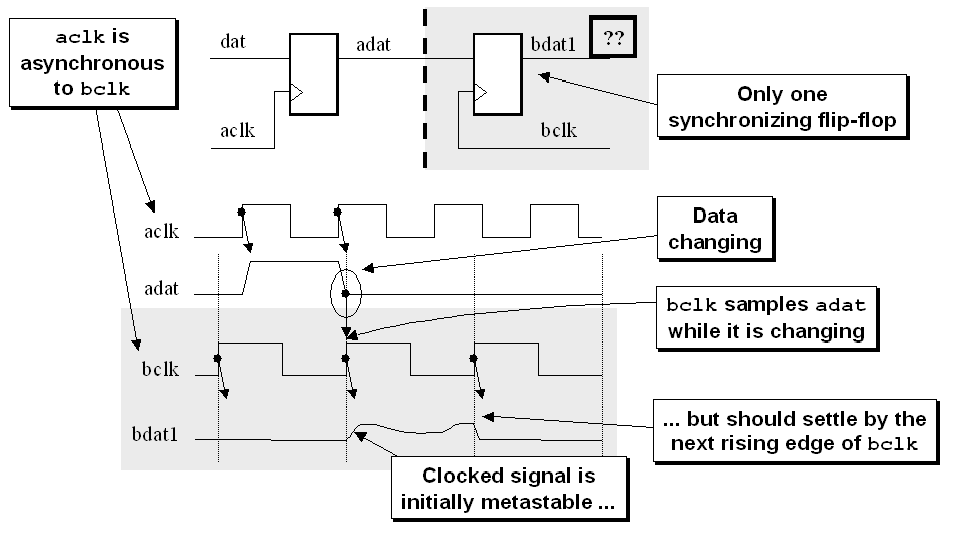 aclk is
asynchronous
to bclk
dat
adat
bdat1
??
aclk
bclk
Only one
synchronizing flip-flop
aclk
Data
changing
adat
bclk samples adat
while it is changing
bclk
bdat1
... but should settle by the
next rising edge of bclk
Clocked signal is
initially metastable ...